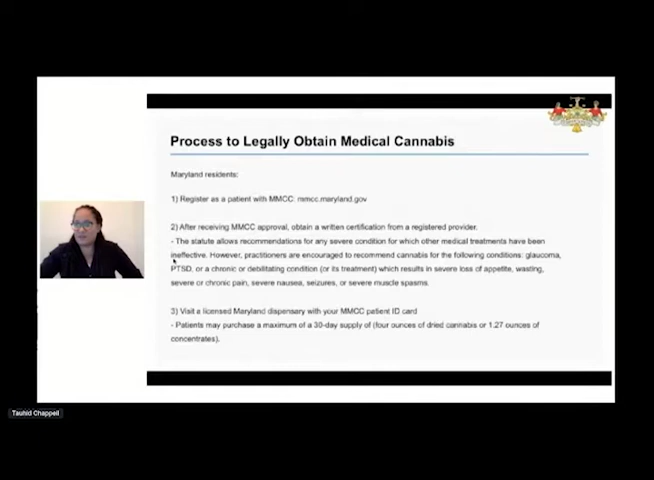 Process to Legally Obtain Medical Cannabis
Maryland residents:
1) Register as a patient with MMCC: mmcc.maryland.gov
2) After receiving MMCC approval, obtain a written certification from a registered provider.
- The statute allows recommendations for any severe condition for which other medical treatments have been
ineffective. However, practitioners are encouraged to recommend cannabis for the following conditions: glaucoma,
PTSD, or a chronic or debilitating condition (or its treatment) which results in severe loss of appetite, wasting,
severe or chronic pain, severe nausea, seizures, or severe muscle spasms.
3) Visit a licensed Maryland dispensary with your MMCC patient ID card
- Patients may purchase a maximum of a 30-day supply of (four ounces of dried cannabis or 1.27 ounces of
concentrates).
Tauhid Chappell